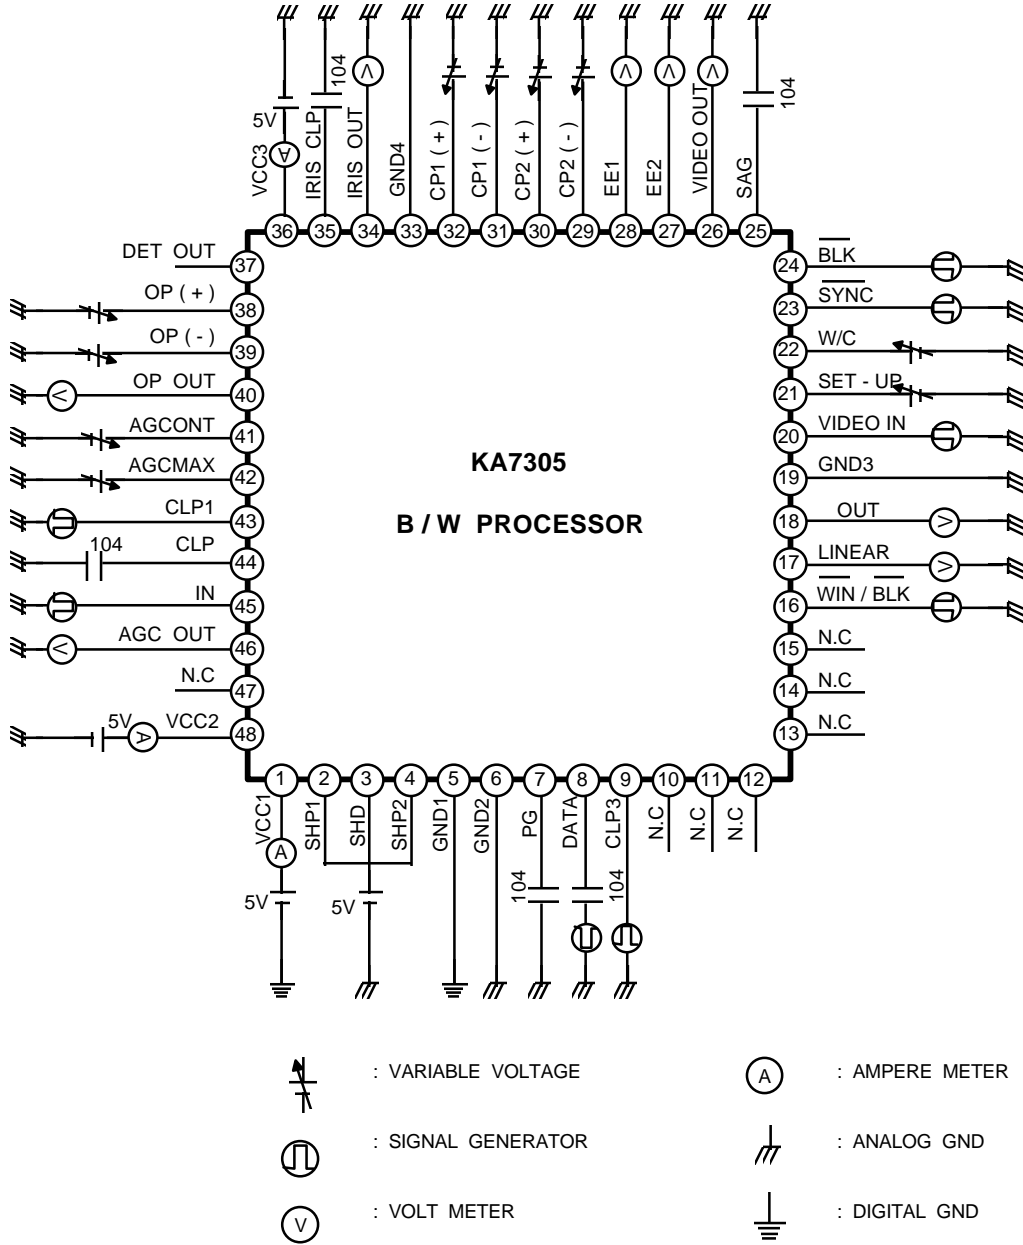 VCC3
5V
A
IRIS CLP
104
IRIS OUT
V
GND4
CP1 ( + )
CP1 ( - )
CP2 ( + )
CP2 ( - )
EE1
V
EE2
V
VIDEO OUT
V
SAG
104
36 35 34 33 32 31 30 29 28 27 26 25
DET OUT 37
OP ( + ) 38
OP ( - ) 39
V OP OUT 40
AGCONT 41
AGCMAX 42
CLP1 43
104 CLP 44
IN 45
V AGC OUT 46
N.C 47
5V A VCC2 48
KA7305
B / W PROCESSOR
24 BLK
23 SYNC
22 W/C
21 SET - UP
20 VIDEO IN
19 GND3
18 OUT V
17 LINEAR V
16 WIN / BLK
15 N.C
14 N.C
13 N.C
1 2 3 4 5 6 7 8 9 10 11 12
VCC1
A
5V
SHP1
SHD
SHP2
5V
GND1
GND2
PG
104
DATA
104
CLP3
N.C
N.C
N.C
: VARIABLE VOLTAGE
A : AMPERE METER
: SIGNAL GENERATOR
: ANALOG GND
V : VOLT METER
: DIGITAL GND